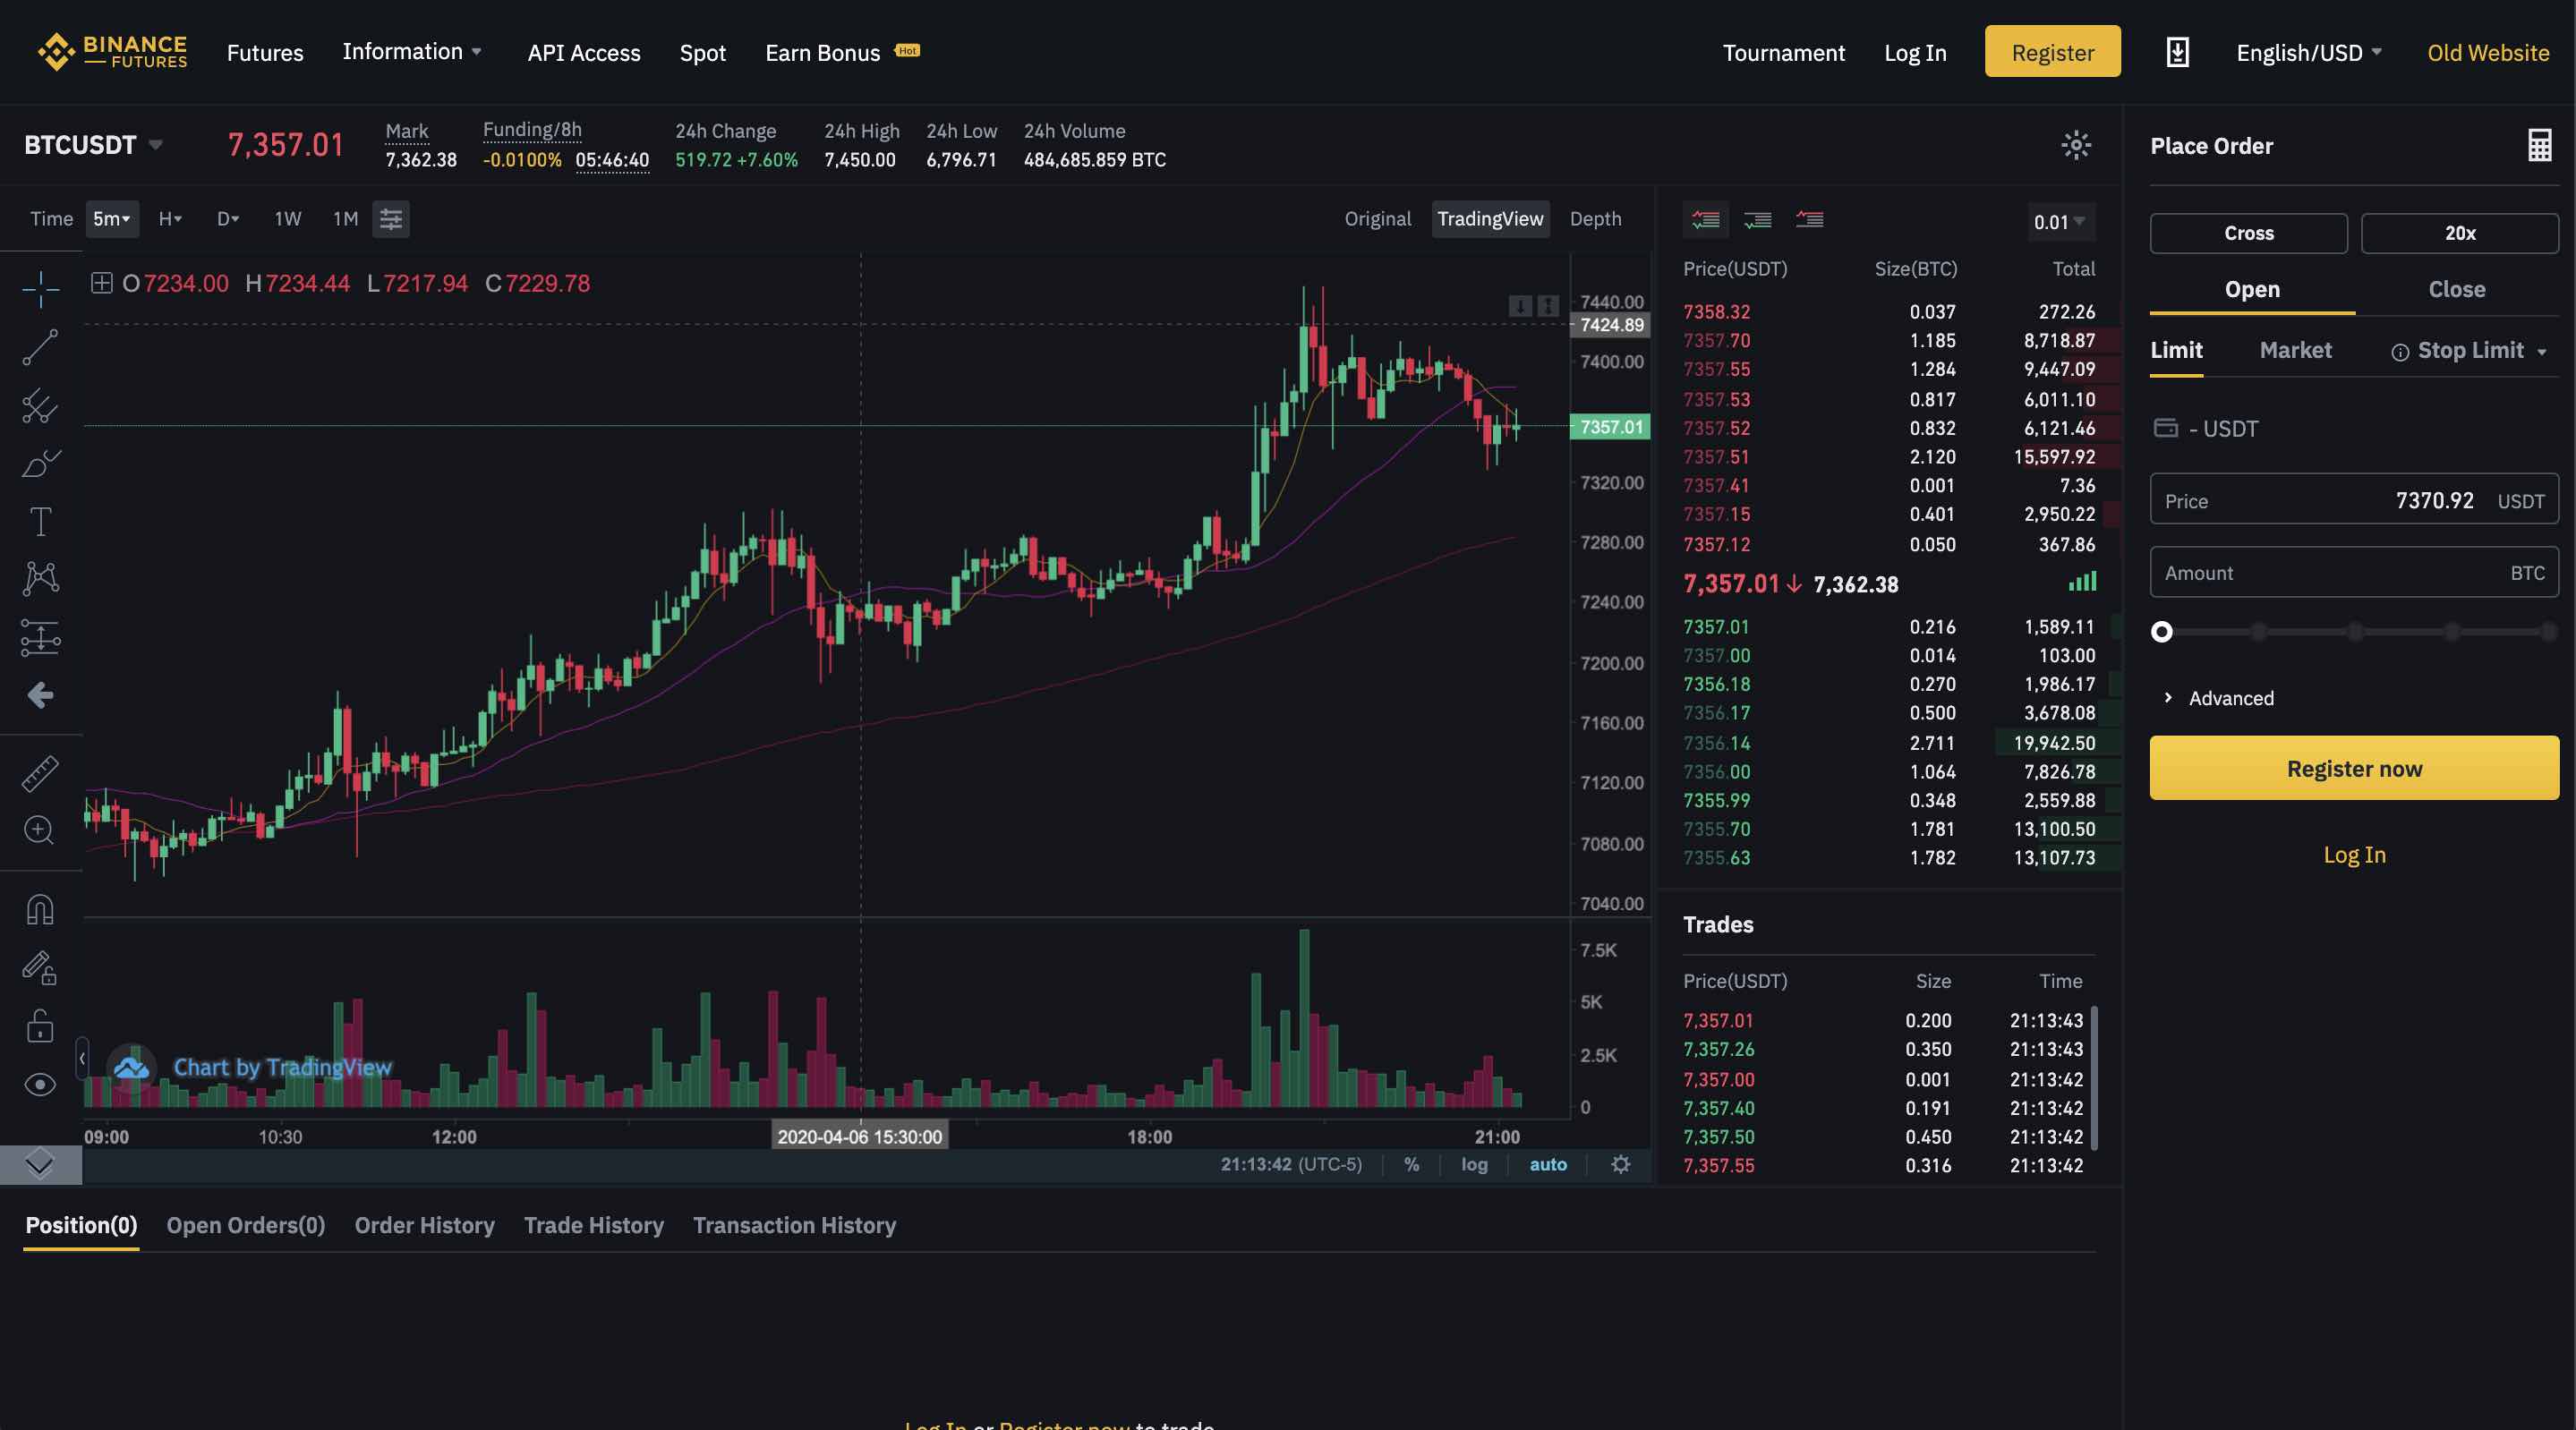 BINANCE
FUTURES
Futures Information API Access Spot Earn Bonus Hot Tournament Log In Register English/USD Old Website
BTCUSDT 7,357.01
Mark Funding/8h 24h Change 24h High 24h Low 24h Volume
7,362.38 -0.0100% 05:46:40 519.72 +7.60% 7,450.00 6,796.71 484,685.859 BTC
Time 5m H D 1W 1M Original TradingView Depth
O7234.00 H7234.44 L7217.94 C7229.78
7440.00
7424.89
7400.00
7357.01
7320.00
7280.00
7240.00
7200.00
7160.00
7120.00
7080.00
7040.00
7.5K
5K
2.5K
0
Chart by TradingView
09:00 10:30 12:00 2020-04-06 15:30:00 18:00 21:00
21:13:42 (UTC-5) % log auto
0.01
Price(USDT) Size(BTC) Total
7358.32 0.037 272.26
7357.70 1.185 8,718.87
7357.55 1.284 9,447.09
7357.53 0.817 6,011.10
7357.52 0.832 6,121.46
7357.51 2.120 15,597.92
7357.41 0.001 7.36
7357.15 0.401 2,950.22
7357.12 0.050 367.86
7,357.01↓ 7,362.38
7357.01 0.216 1,589.11
7357.00 0.014 103.00
7356.18 0.270 1,986.17
7356.17 0.500 3,678.08
7356.14 2.711 19,942.50
7356.00 1.064 7,826.78
7355.99 0.348 2,559.88
7355.70 1.781 13,100.50
7355.63 1.782 13,107.73
Trades
Price(USDT) Size Time
7,357.01 0.200 21:13:43
7,357.26 0.350 21:13:43
7,357.00 0.001 21:13:42
7,357.40 0.191 21:13:42
7,357.50 0.450 21:13:42
7,357.55 0.316 21:13:42
Place Order
Cross 20x
Open Close
Limit Market Stop Limit
- USDT
Price 7370.92 USDT
Amount BTC
Advanced
Register now
Log In
Position(0) Open Orders(0) Order History Trade History Transaction History
Log In or Register now to trade